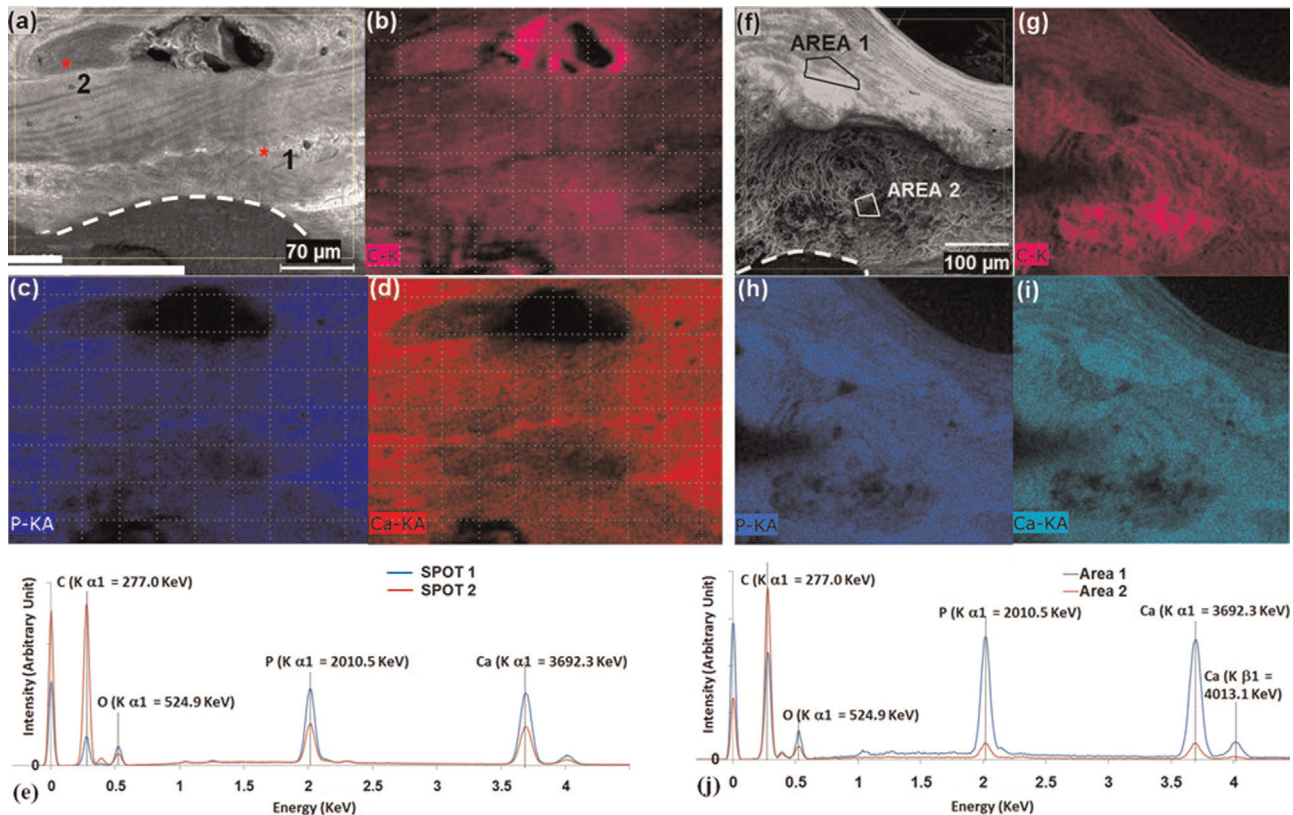 (a)
2
1
70 µm
(b)
C-K
(c)
P-KA
(d)
Ca-KA
(f)
AREA 1
AREA 2
100 µm
(g)
C-K
(h)
P-KA
(i)
Ca-KA
Intensity (Arbitrary Unit)
C (K α1 = 277.0 KeV)
SPOT 1
SPOT 2
P (K α1 = 2010.5 KeV)
Ca (K α1 = 3692.3 KeV)
O (K α1 = 524.9 KeV)
0
0 0.5 1 1.5 2 2.5 3 3.5 4
(e)
Energy (KeV)
Intensity (Arbitrary Unit)
C (K α1 = 277.0 KeV)
Area 1
Area 2
P (K α1 = 2010.5 KeV)
Ca (K α1 = 3692.3 KeV)
Ca (K β1 =
4013.1 KeV)
O (K α1 = 524.9 KeV)
0
0 0.5 1 1.5 2 2.5 3 3.5 4
(j)
Energy (KeV)